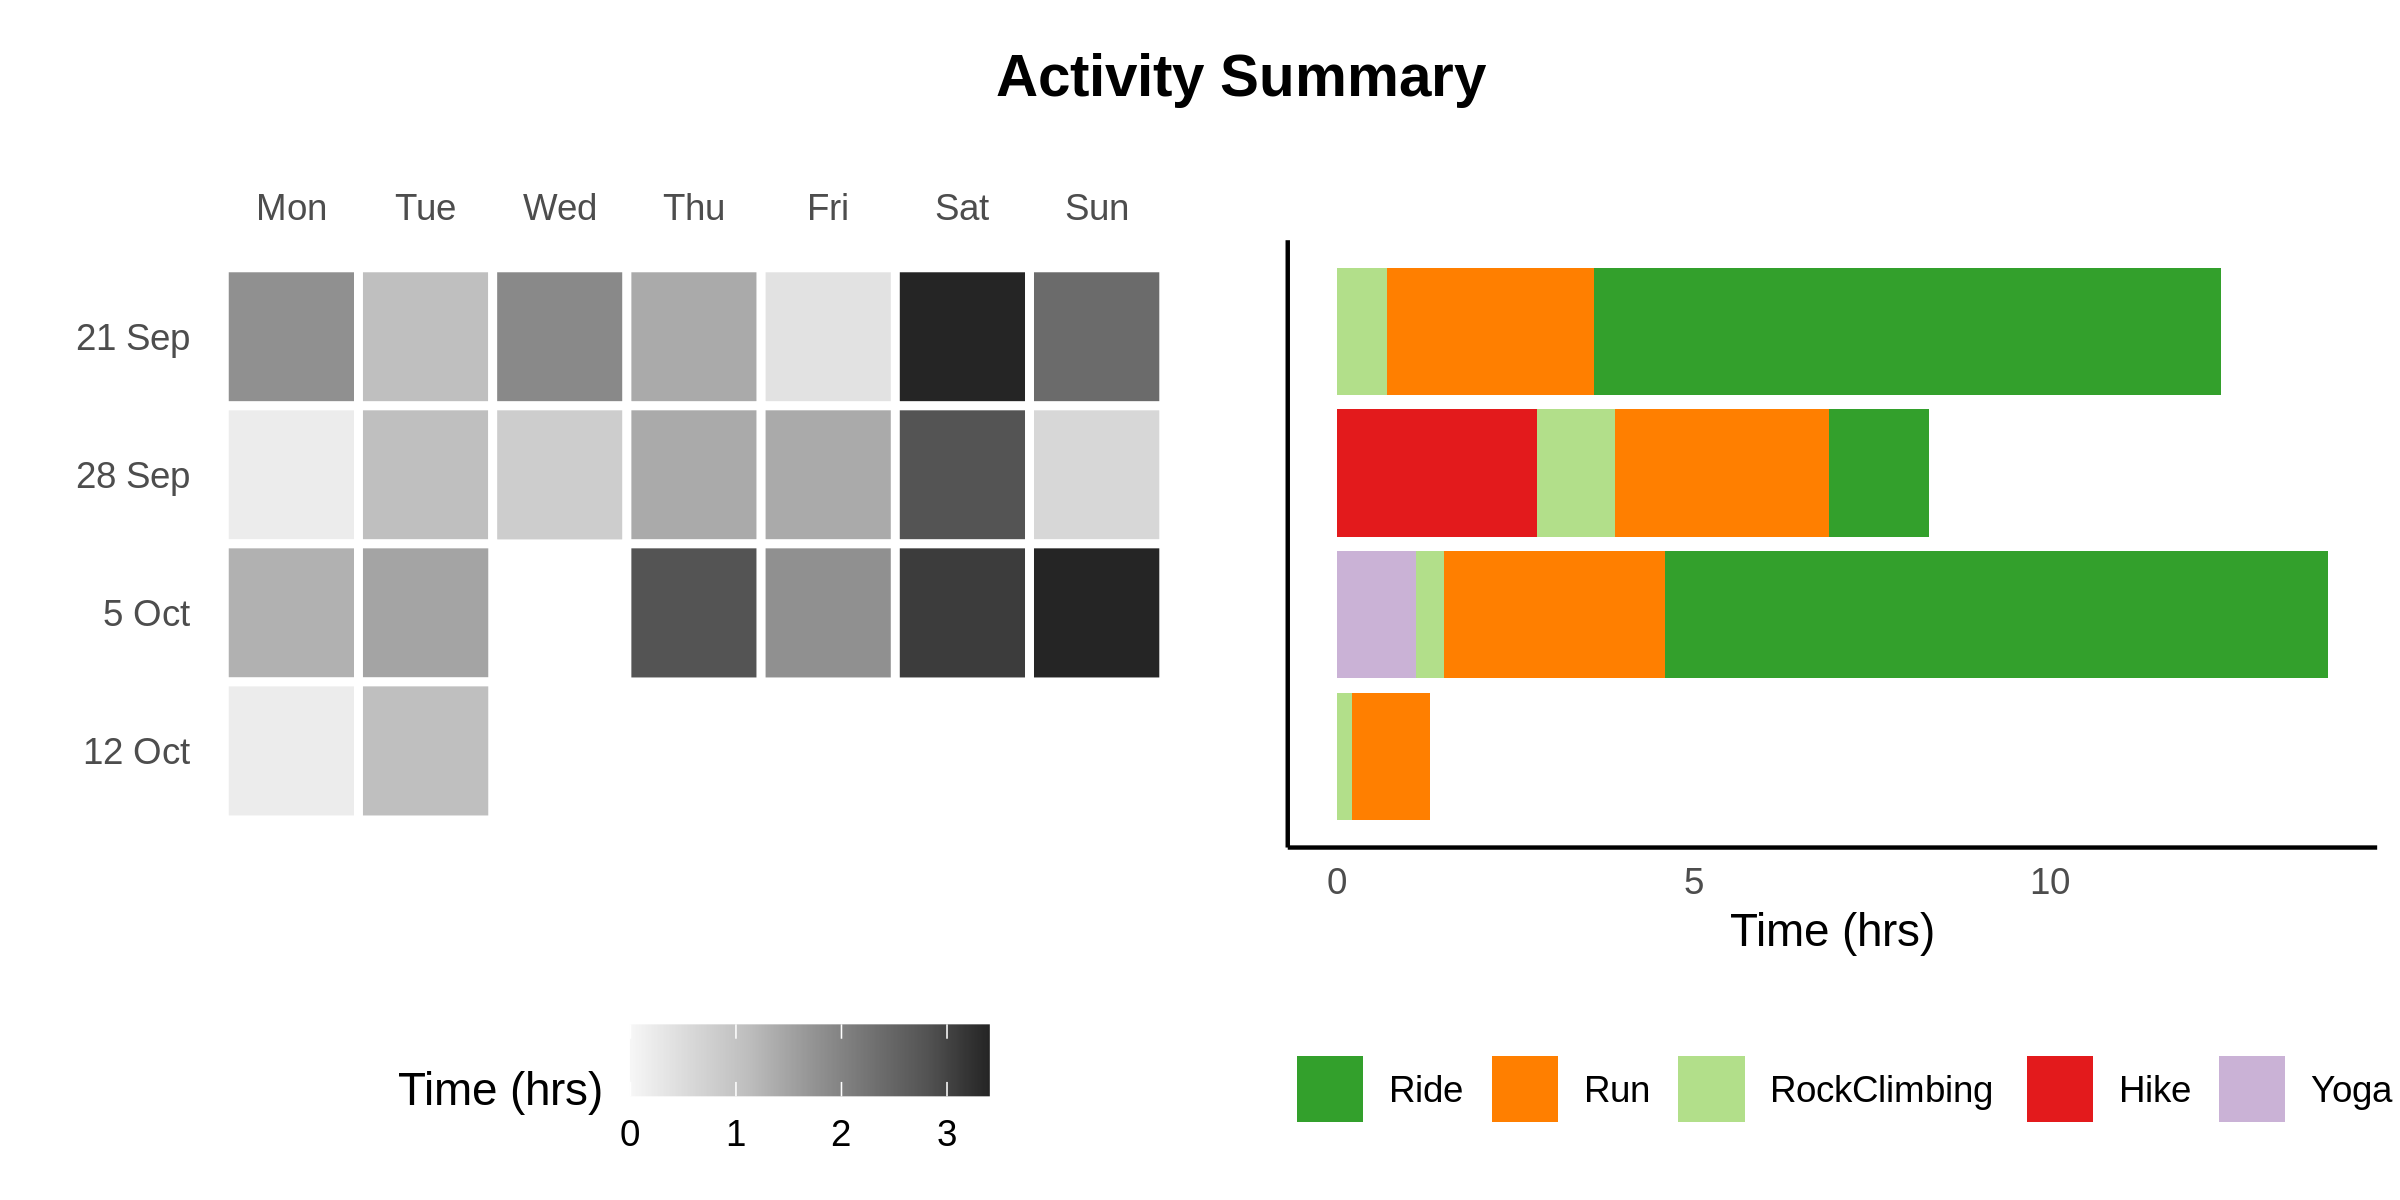 Activity Summary
Mon Tue Wed Thu Fri Sat Sun
21 Sep
28 Sep
5 Oct
12 Oct
0 5 10
Time (hrs)
Time (hrs)
0 1 2 3
Ride Run RockClimbing Hike Yoga